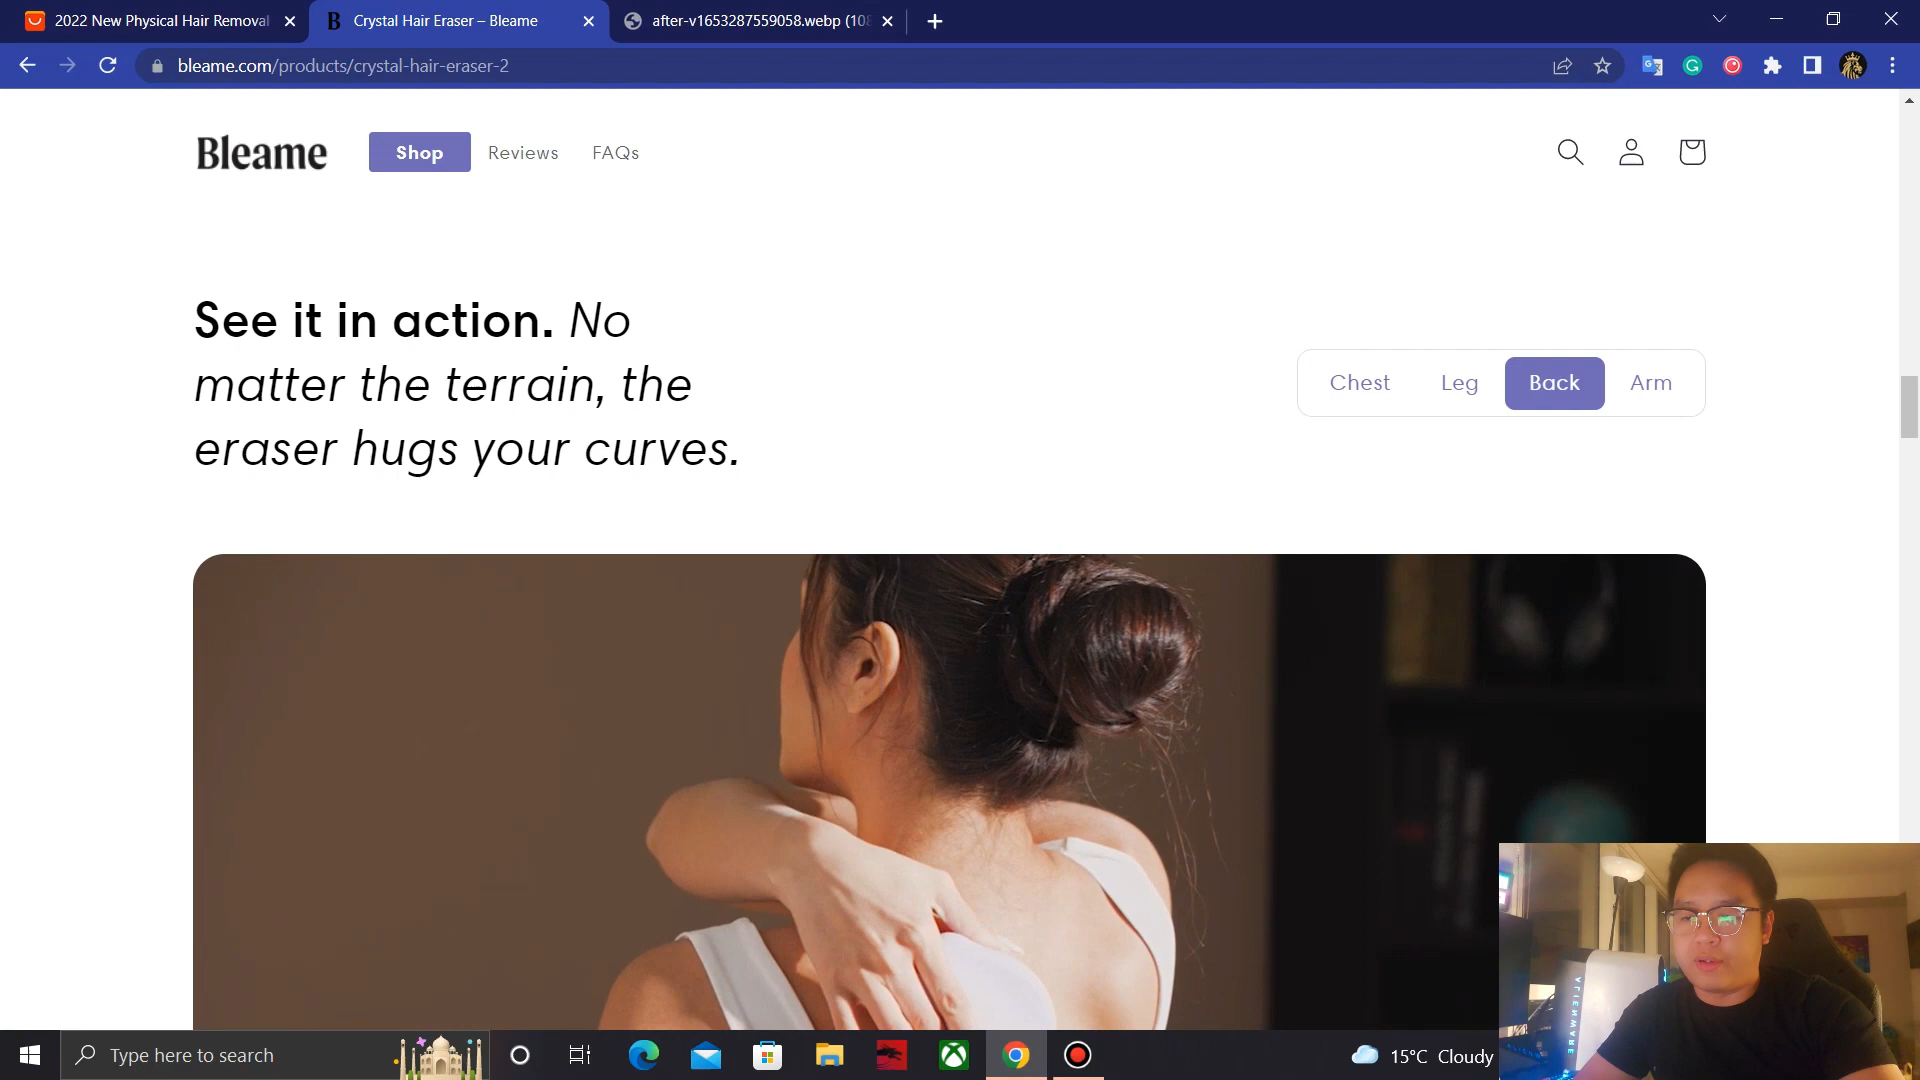 2022 New Physical Hair Removal
Crystal Hair Eraser – Bleame
after-v1653287559058.webp (108
bleame.com/products/crystal-hair-eraser-2
Bleame
Shop
Reviews
FAQs
See it in action. No
matter the terrain, the
eraser hugs your curves.
Chest
Leg
Back
Arm
ALIENWARE
Type here to search
15°C Cloudy